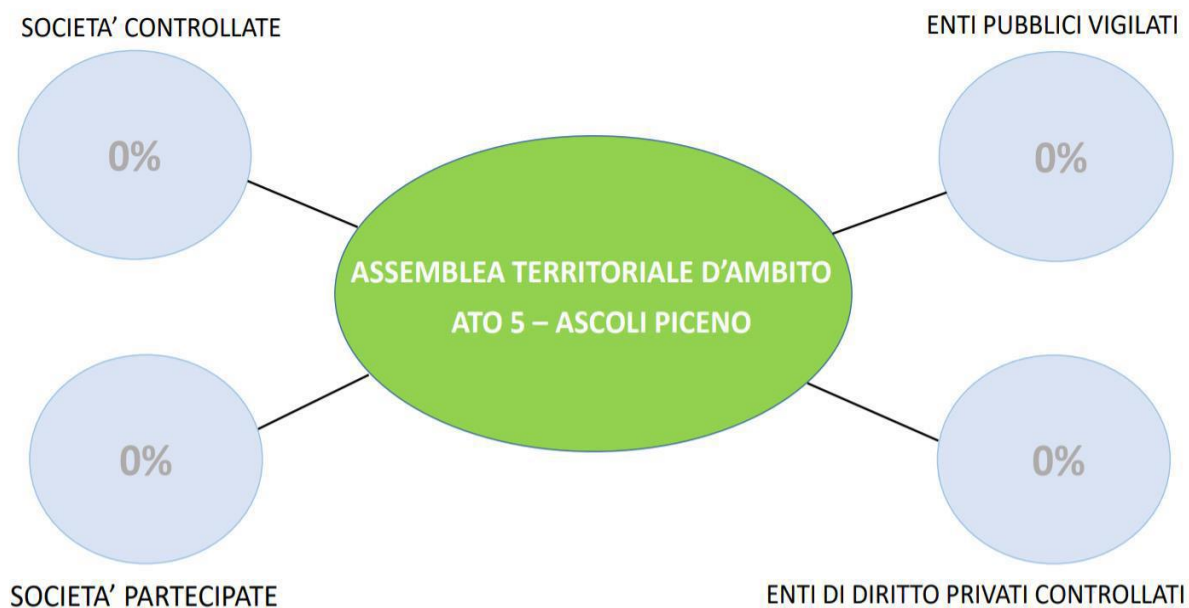 SOCIETA’ CONTROLLATE
ENTI PUBBLICI VIGILATI
0%
0%
ASSEMBLEA TERRITORIALE D’AMBITO
ATO 5 – ASCOLI PICENO
0%
0%
SOCIETA’ PARTECIPATE
ENTI DI DIRITTO PRIVATI CONTROLLATI